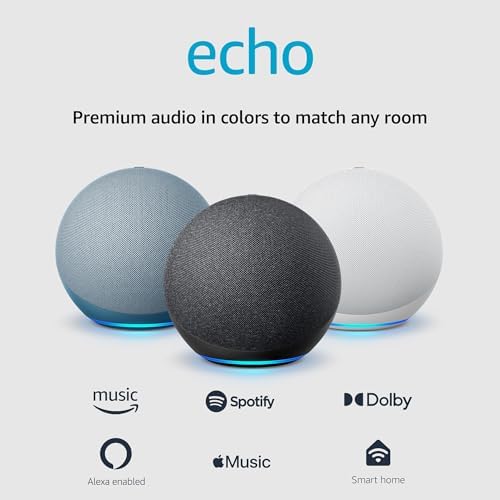 echo
Premium audio in colors to match any room
music
Spotify
Dolby
Alexa enabled
Music
Smart home